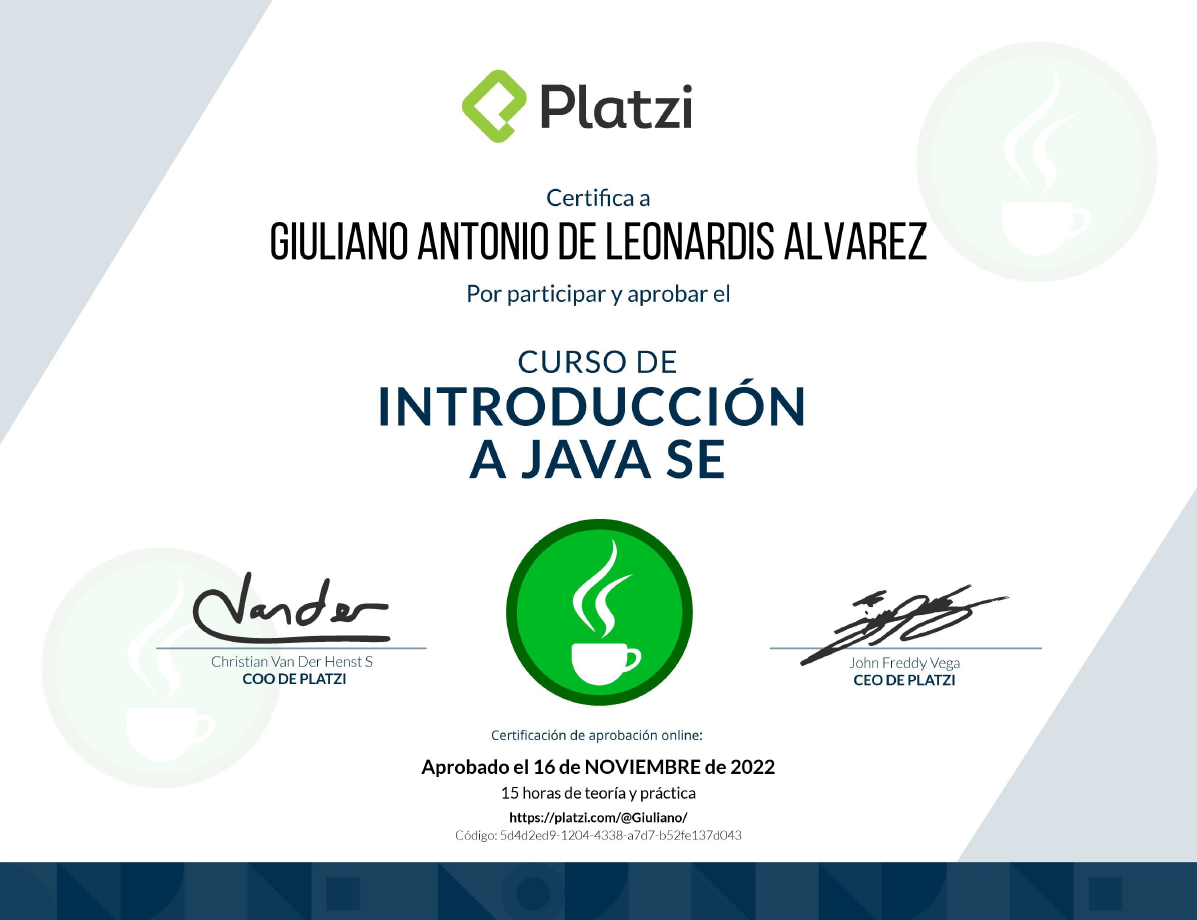 Platzi
Certifica a
GIULIANO ANTONIO DE LEONARDIS ALVAREZ
Por participar y aprobar el
CURSO DE
INTRODUCCIÓN
A JAVA SE
Vander
Christian Van Der Henst S
COO DE PLATZI
John Freddy Vega
CEO DE PLATZI
Certificación de aprobación online:
Aprobado el 16 de NOVIEMBRE de 2022
15 horas de teoría y práctica
https://platzi.com/@Giuliano/
Código: 5d4d2ed9-1204-4338-a7d7-b52fe137d043